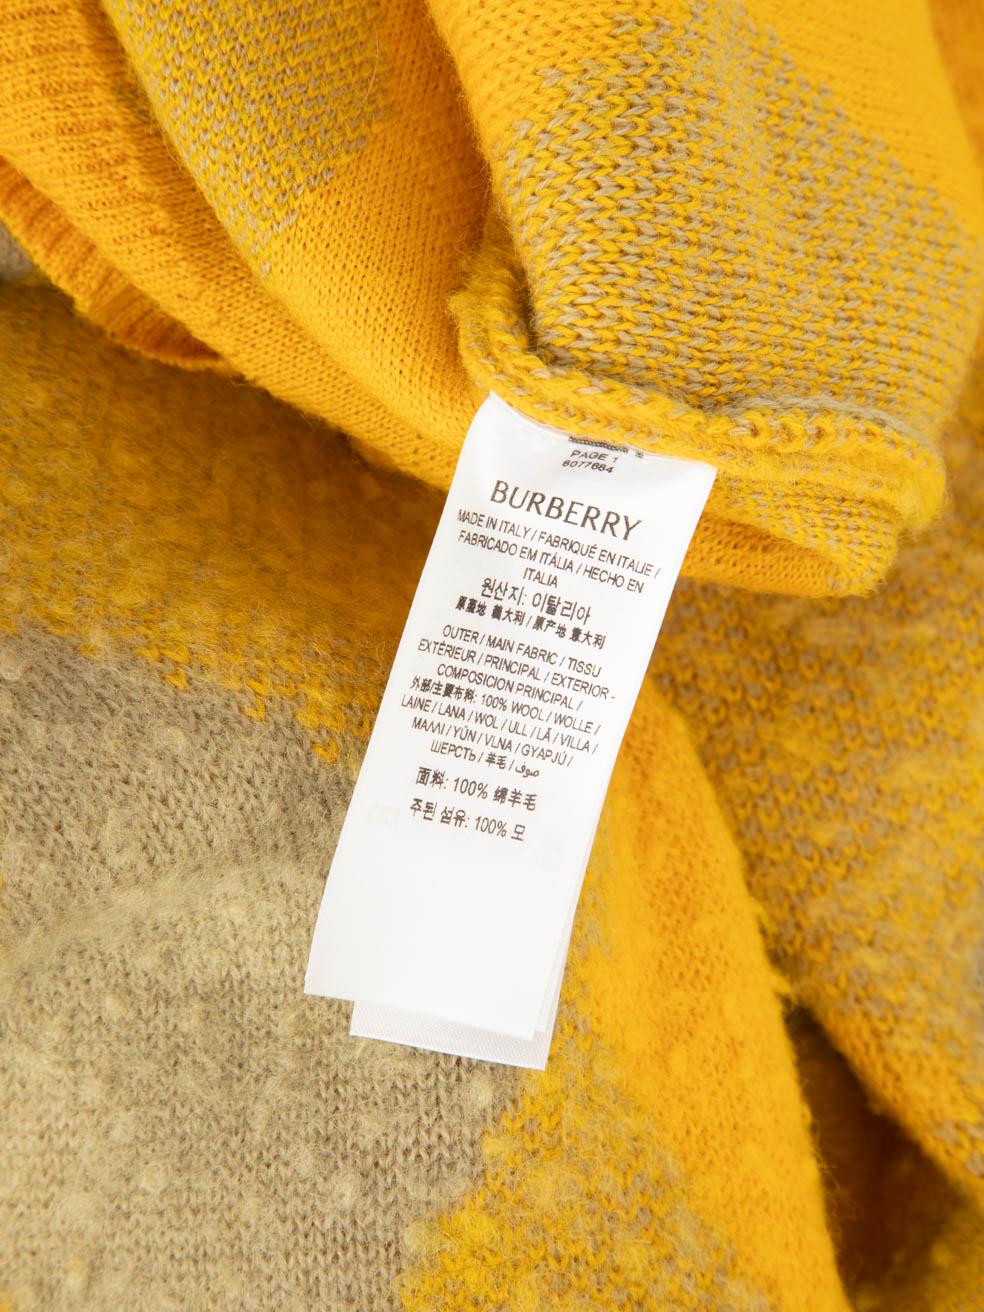 PAGE 1
8077684
BURBERRY
MADE IN ITALY / FABRIQUÉ EN ITALIE /
FABRICADO EM ITÁLIA / HECHO EN
ITALIA
원산지: 이탈리아
原產地 義大利 / 原产地 意大利
OUTER / MAIN FABRIC / TISSU
EXTÉRIEUR / PRINCIPAL / EXTERIOR -
COMPOSICION PRINCIPAL /
外部/主要布料: 100% WOOL / WOLLE /
LAINE / LANA / WOL / ULL / LÃ / VILLA /
ΜΑΛΛΙ / YÜN / VLNA / GYAPJÚ /
ШЕРСТЬ / 羊毛 / صوف
面料: 100% 绵羊毛
주된 섬유: 100% 모